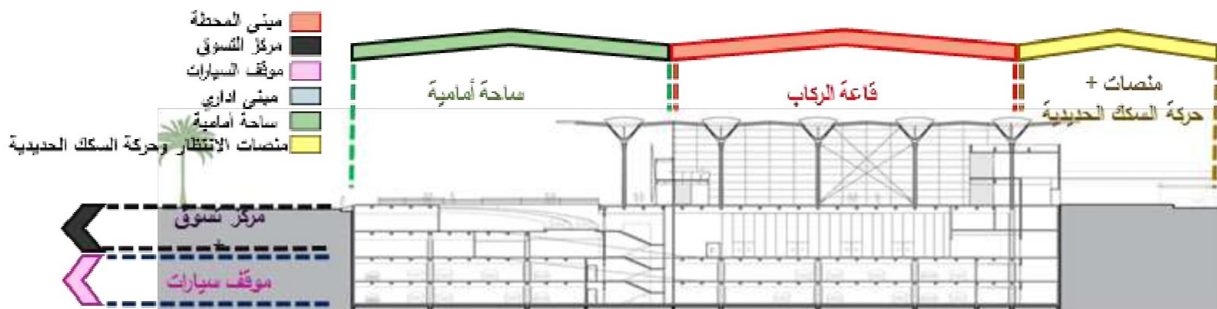 مبنى المحطة
مركز التسوق
موقف السيارات
مبنى اداري
ساحة أمامية
منصات الانتظار وحركة السكك الحديدية
ساحة أمامية
قاعة الركاب
منصات +
حركة السكك الحديدية
مركز تسوق
+
موقف سيارات